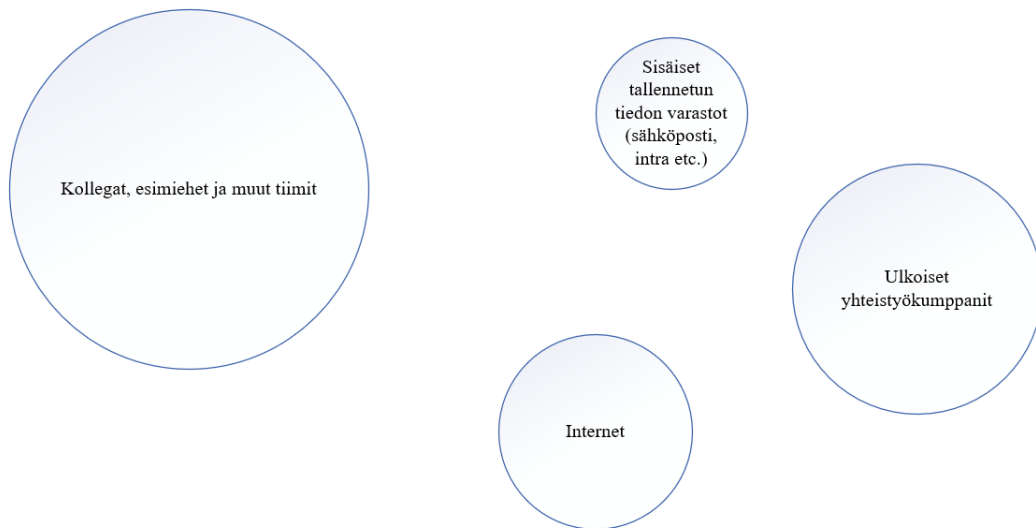 Kollegat, esimiehet ja muut tiimit
Sisäiset
tallennetun
tiedon varastot
(sähköposti,
intra etc.)
Ulkoiset
yhteistyökumppanit
Internet